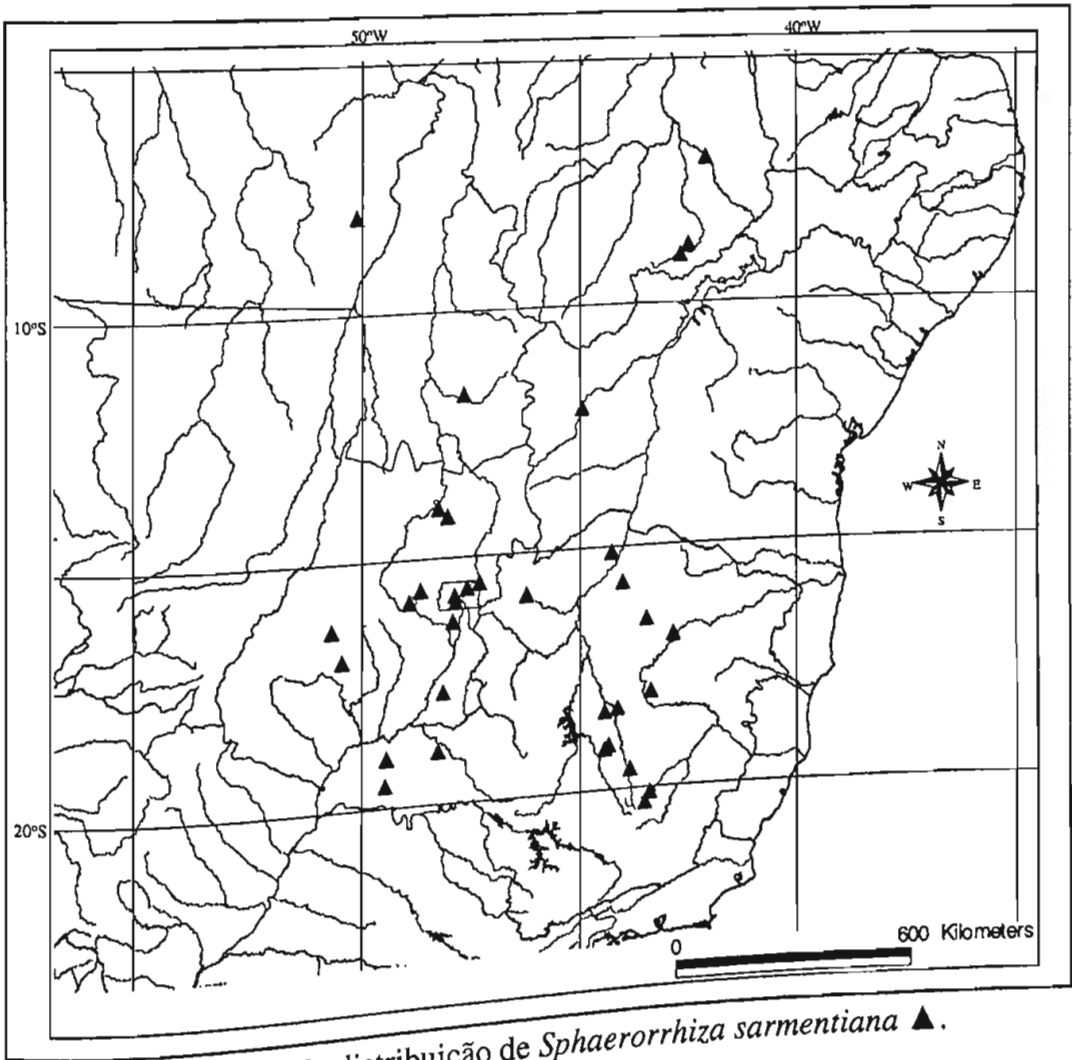 50°W 40°W
10°S
N
W E
S
20°S
0 600 Kilometers
distribuição de Sphaerorrhiza sarmentiana ▲.